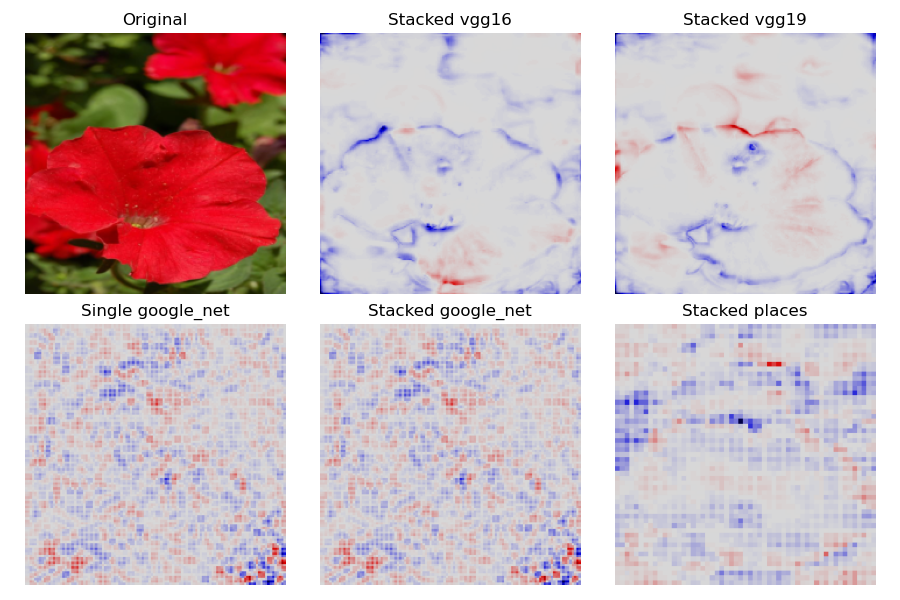 Original
Stacked vgg16
Stacked vgg19
Single google_net
Stacked google_net
Stacked places